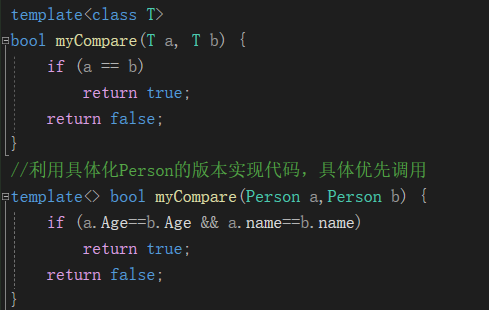 template<class T>
bool myCompare(T a, T b) {
    if (a == b)
        return true;
    return false;
}
//利用具体化Person的版本实现代码，具体优先调用
template<> bool myCompare(Person a,Person b) {
    if (a.Age==b.Age && a.name==b.name)
        return true;
    return false;
}